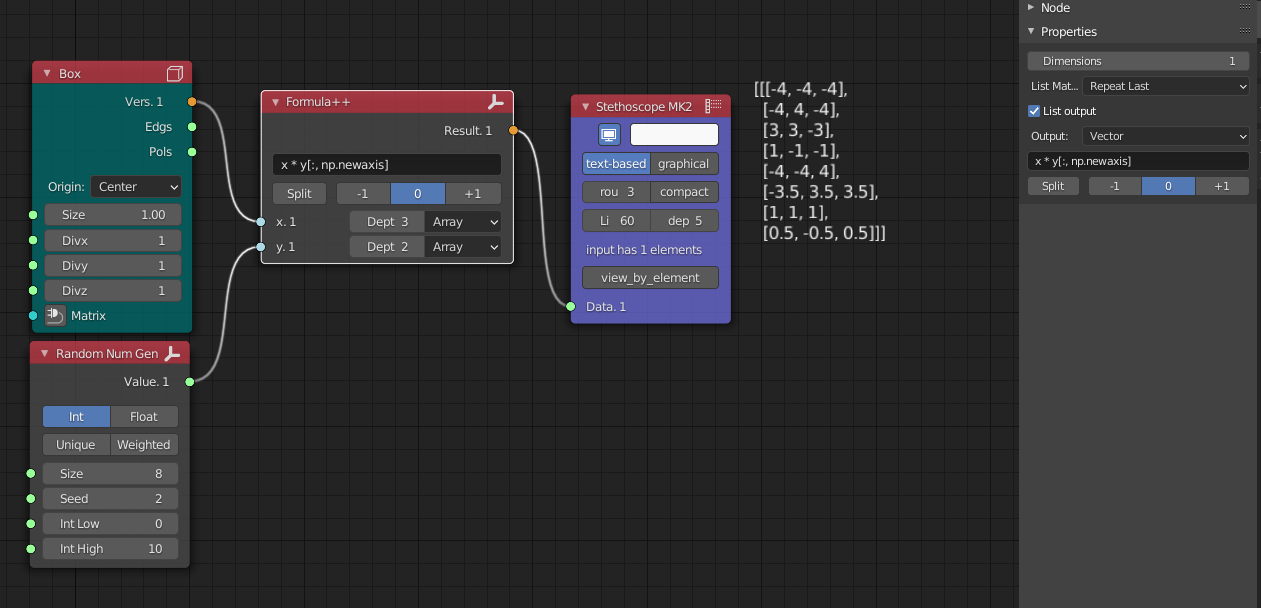 Box
Vers. 1
Edgs
Pols
Origin: Center
Size 1.00
Divx 1
Divy 1
Divz 1
Matrix
Random Num Gen
Value. 1
Int Float
Unique Weighted
Size 8
Seed 2
Int Low 0
Int High 10
Formula++
Result. 1
x * y[:, np.newaxis]
Split -1 0 +1
x. 1 Dept 3 Array
y. 1 Dept 2 Array
Stethoscope MK2
text-based graphical
rou 3 compact
Li 60 dep 5
input has 1 elements
view_by_element
Data. 1
[[[-4, -4, -4],
[-4, 4, -4],
[3, 3, -3],
[1, -1, -1],
[-4, -4, 4],
[-3.5, 3.5, 3.5],
[1, 1, 1],
[0.5, -0.5, 0.5]]]
Node
Properties
Dimensions 1
List Mat... Repeat Last
List output
Output: Vector
x * y[:, np.newaxis]
Split -1 0 +1